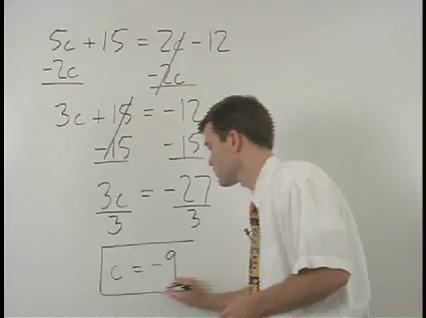 5c + 15 = 2c - 12
-2c -2c
3c + 15 = -12
-15 -15
3c = -27
3 3
c = -9